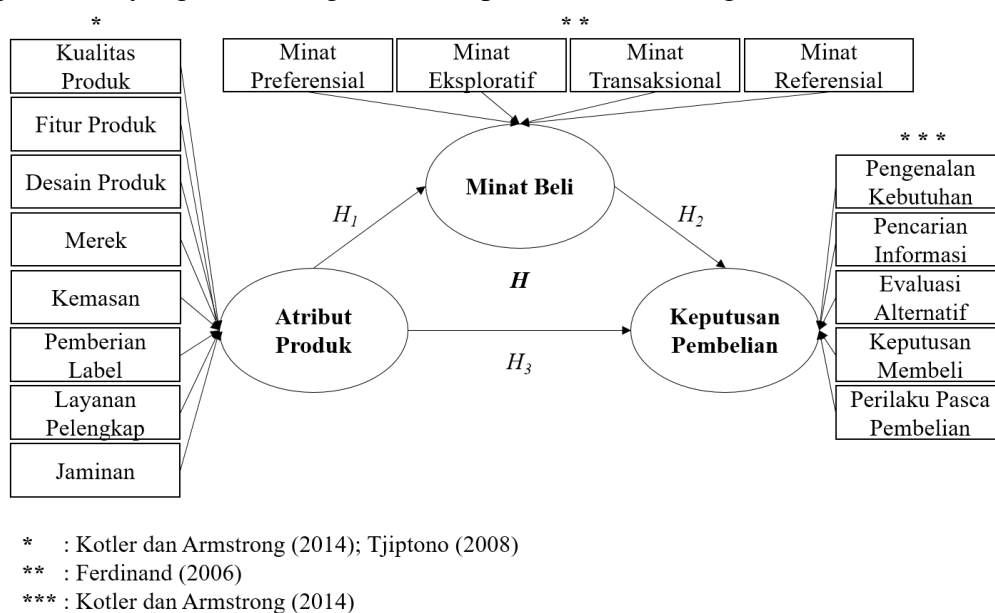 *
* *
Kualitas
Produk
Fitur Produk
Desain Produk
Merek
Kemasan
Pemberian
Label
Layanan
Pelengkap
Jaminan
Minat
Preferensial
Minat
Eksploratif
Minat
Transaksional
Minat
Referensial
Minat Beli
H1
H2
H
Atribut
Produk
H3
Keputusan
Pembelian
* * *
Pengenalan
Kebutuhan
Pencarian
Informasi
Evaluasi
Alternatif
Keputusan
Membeli
Perilaku Pasca
Pembelian
* : Kotler dan Armstrong (2014); Tjiptono (2008)
** : Ferdinand (2006)
*** : Kotler dan Armstrong (2014)